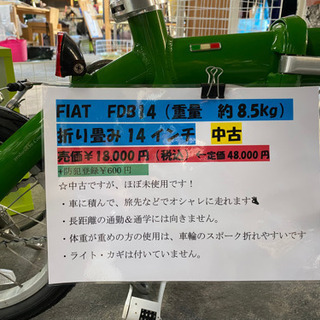 FIAT FDB14（重量 約8.5kg）
折り畳み14インチ 中古
売価￥18,000円（税込）←定価48,000円
+防犯登録￥600円
☆中古ですが、ほぼ未使用です！
・車に積んで、旅先などでオシャレに走れます
・長距離の通勤＆通学には向きません。
・体重が重めの方の使用は、車輪のスポーク折れやすいです
・ライト・カギは付いていません。